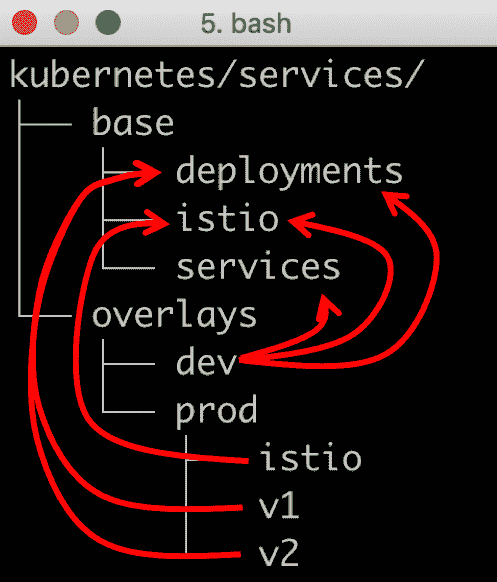 5. bash
kubernetes/services/
base
deployments
istio
services
overlays
dev
prod
istio
v1
v2